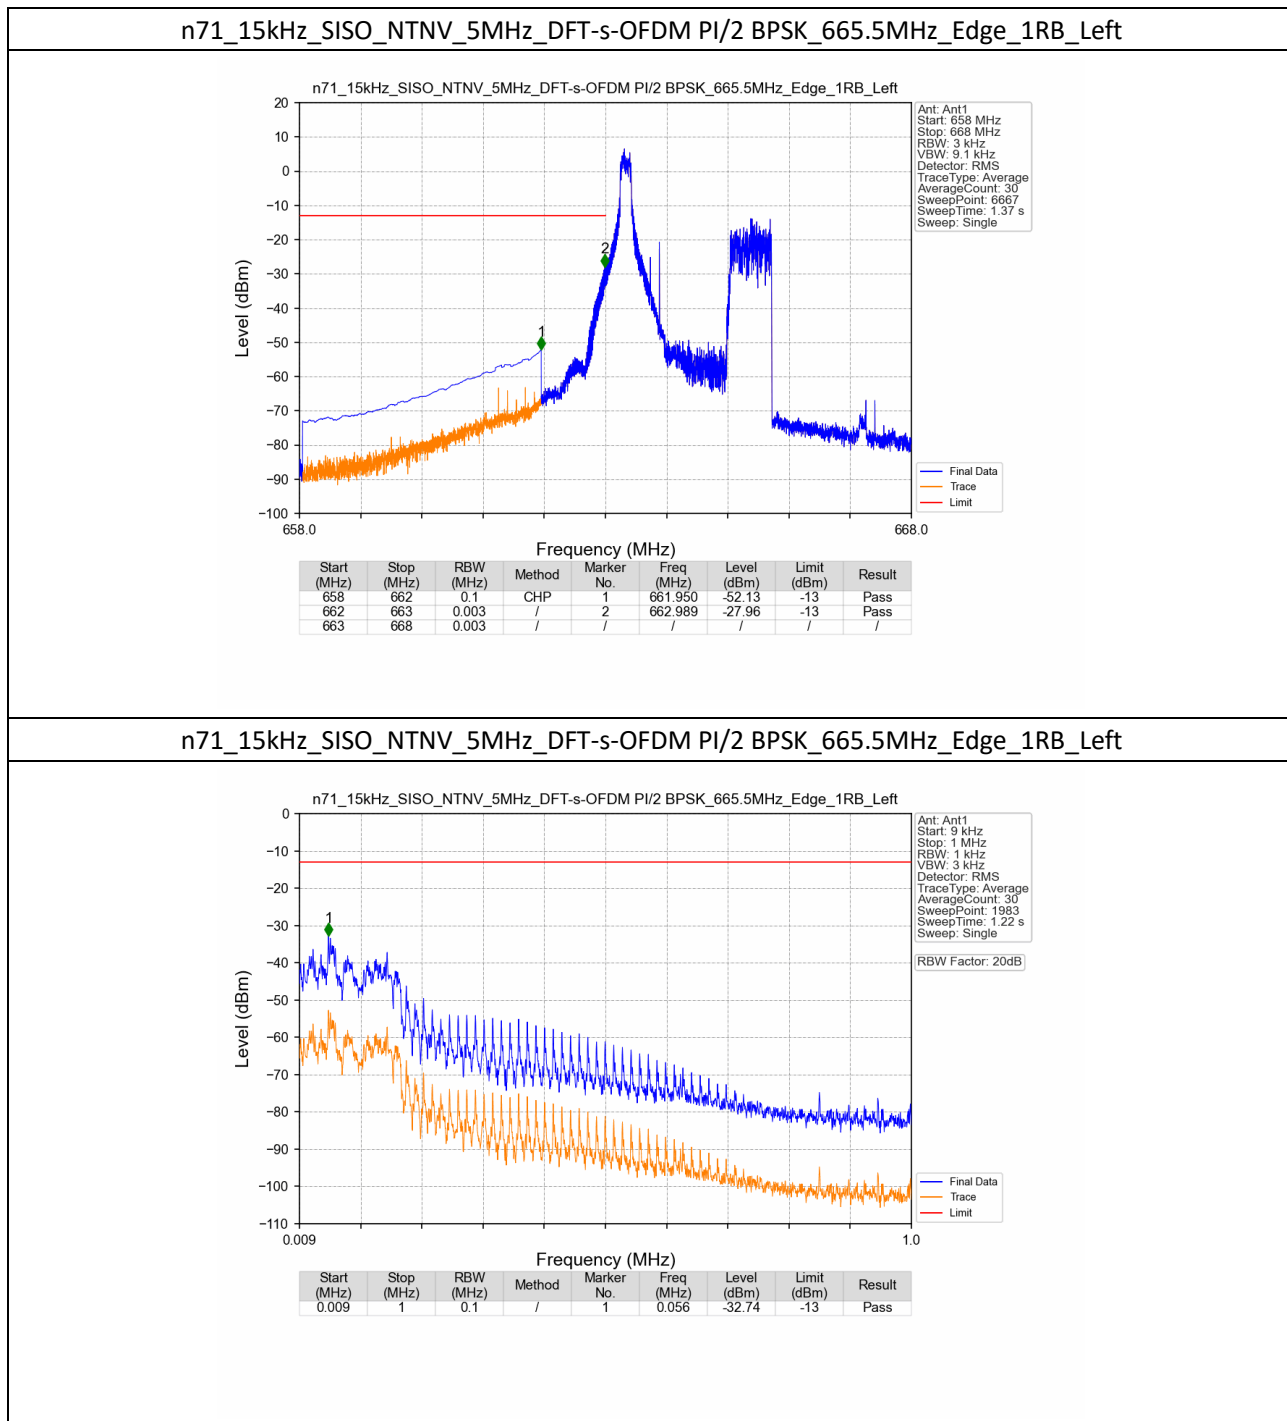 n71_15kHz_SISO_NTNV_5MHz_DFT-s-OFDM PI/2 BPSK_665.5MHz_Edge_1RB_Left
n71_15kHz_SISO_NTNV_5MHz_DFT-s-OFDM PI/2 BPSK_665.5MHz_Edge_1RB_Left
20
10
0
−10
−20
−30
−40
−50
−60
−70
−80
−90
−100
Level (dBm)
1
2
658.0
668.0
Frequency (MHz)
Ant: Ant1
Start: 658 MHz
Stop: 668 MHz
RBW: 3 kHz
VBW: 9.1 kHz
Detector: RMS
TraceType: Average
AverageCount: 30
SweepPoint: 6667
SweepTime: 1.37 s
Sweep: Single
Final Data
Trace
Limit
Start (MHz) Stop (MHz) RBW (MHz) Method Marker No. Freq (MHz) Level (dBm) Limit (dBm) Result
658 662 0.1 CHP 1 661.950 -52.13 -13 Pass
662 663 0.003 / 2 662.989 -27.96 -13 Pass
663 668 0.003 / / / / / /
n71_15kHz_SISO_NTNV_5MHz_DFT-s-OFDM PI/2 BPSK_665.5MHz_Edge_1RB_Left
n71_15kHz_SISO_NTNV_5MHz_DFT-s-OFDM PI/2 BPSK_665.5MHz_Edge_1RB_Left
0
−10
−20
−30
−40
−50
−60
−70
−80
−90
−100
−110
Level (dBm)
1
0.009
1.0
Frequency (MHz)
Ant: Ant1
Start: 9 kHz
Stop: 1 MHz
RBW: 1 kHz
VBW: 3 kHz
Detector: RMS
TraceType: Average
AverageCount: 30
SweepPoint: 1983
SweepTime: 1.22 s
Sweep: Single
RBW Factor: 20dB
Final Data
Trace
Limit
Start (MHz) Stop (MHz) RBW (MHz) Method Marker No. Freq (MHz) Level (dBm) Limit (dBm) Result
0.009 1 0.1 / 1 0.056 -32.74 -13 Pass